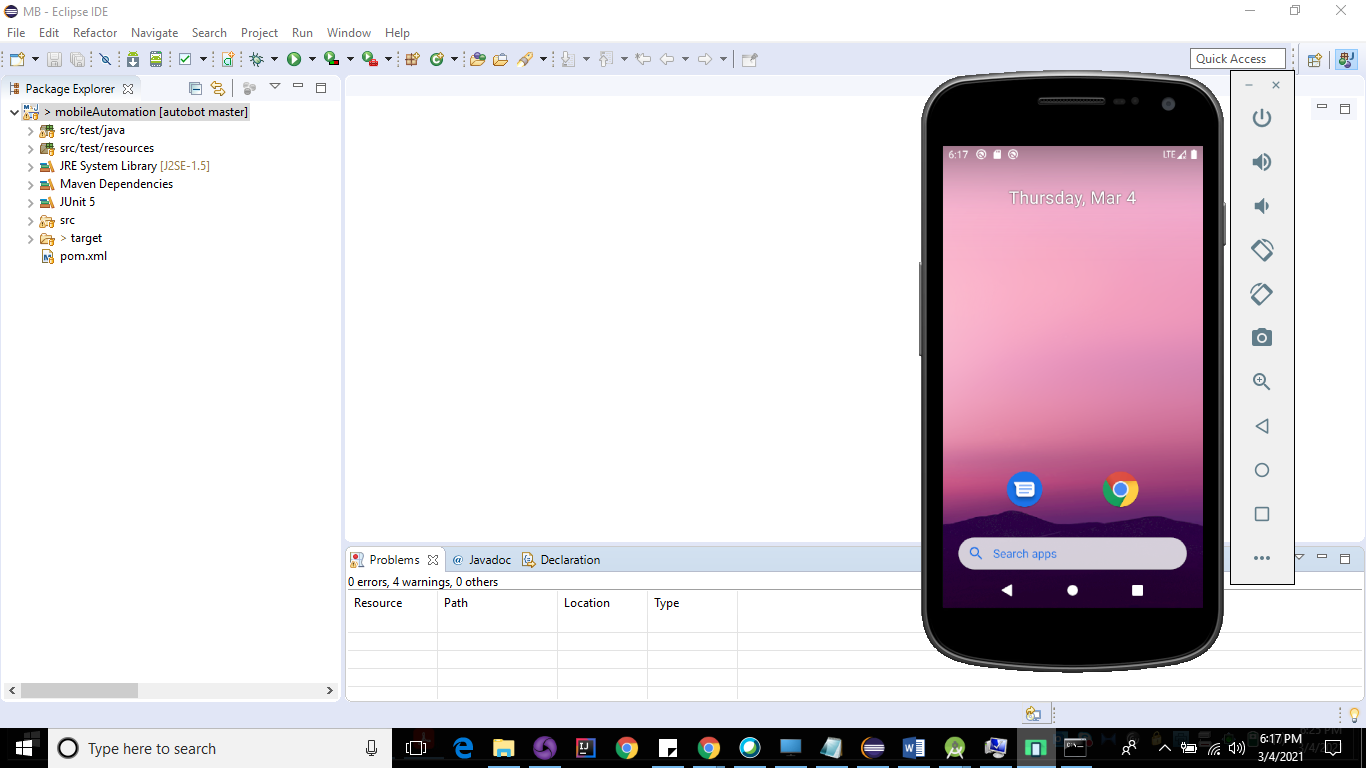 MB - Eclipse IDE
File Edit Refactor Navigate Search Project Run Window Help
Quick Access
Package Explorer
> mobileAutomation [autobot master]
src/test/java
src/test/resources
JRE System Library [J2SE-1.5]
Maven Dependencies
JUnit 5
src
> target
pom.xml
6:17 LTE
Thursday, Mar 4
Search apps
Problems @ Javadoc Declaration
0 errors, 4 warnings, 0 others
Resource Path Location Type
Type here to search
6:17 PM
3/4/2021